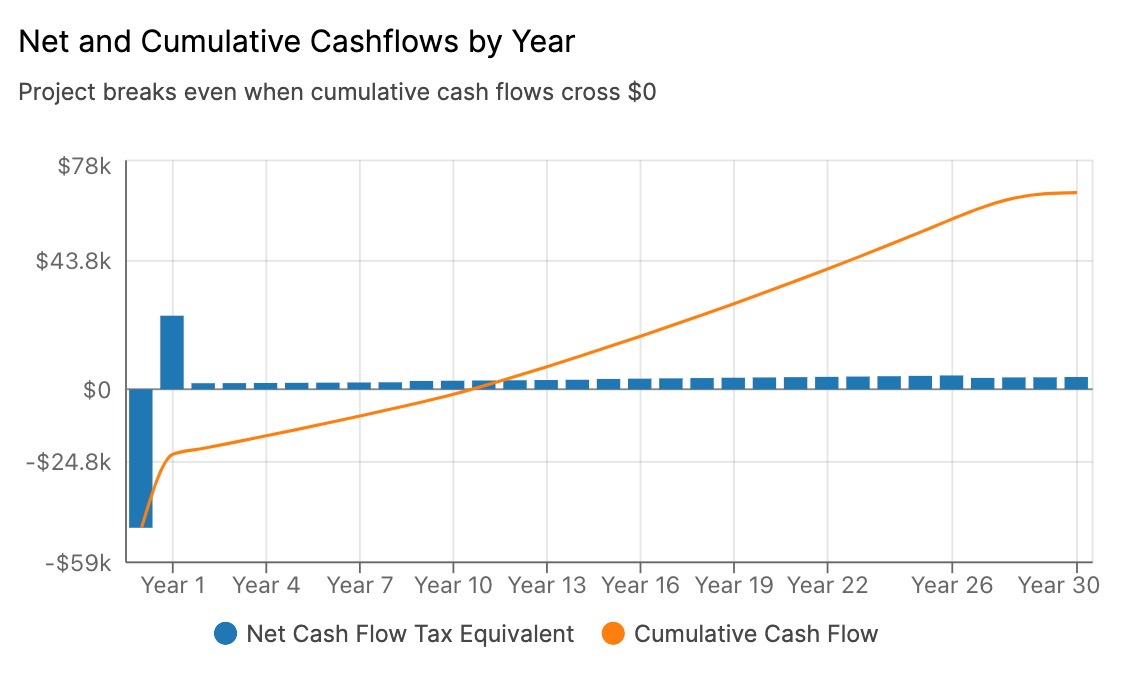 Net and Cumulative Cashflows by Year
Project breaks even when cumulative cash flows cross $0
$78k
$43.8k
$0
-$24.8k
-$59k
Year 1 Year 4 Year 7 Year 10 Year 13 Year 16 Year 19 Year 22 Year 26 Year 30
Net Cash Flow Tax Equivalent Cumulative Cash Flow